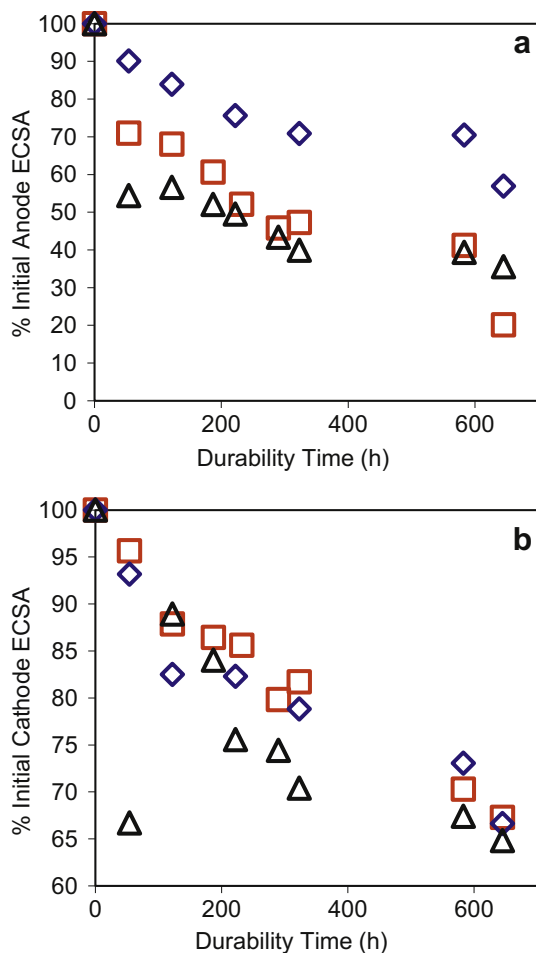 a
100
90
80
70
60
50
40
30
20
10
0
% Initial Anode ECSA
0 200 400 600
Durability Time (h)
b
100
95
90
85
80
75
70
65
60
% Initial Cathode ECSA
0 200 400 600
Durability Time (h)